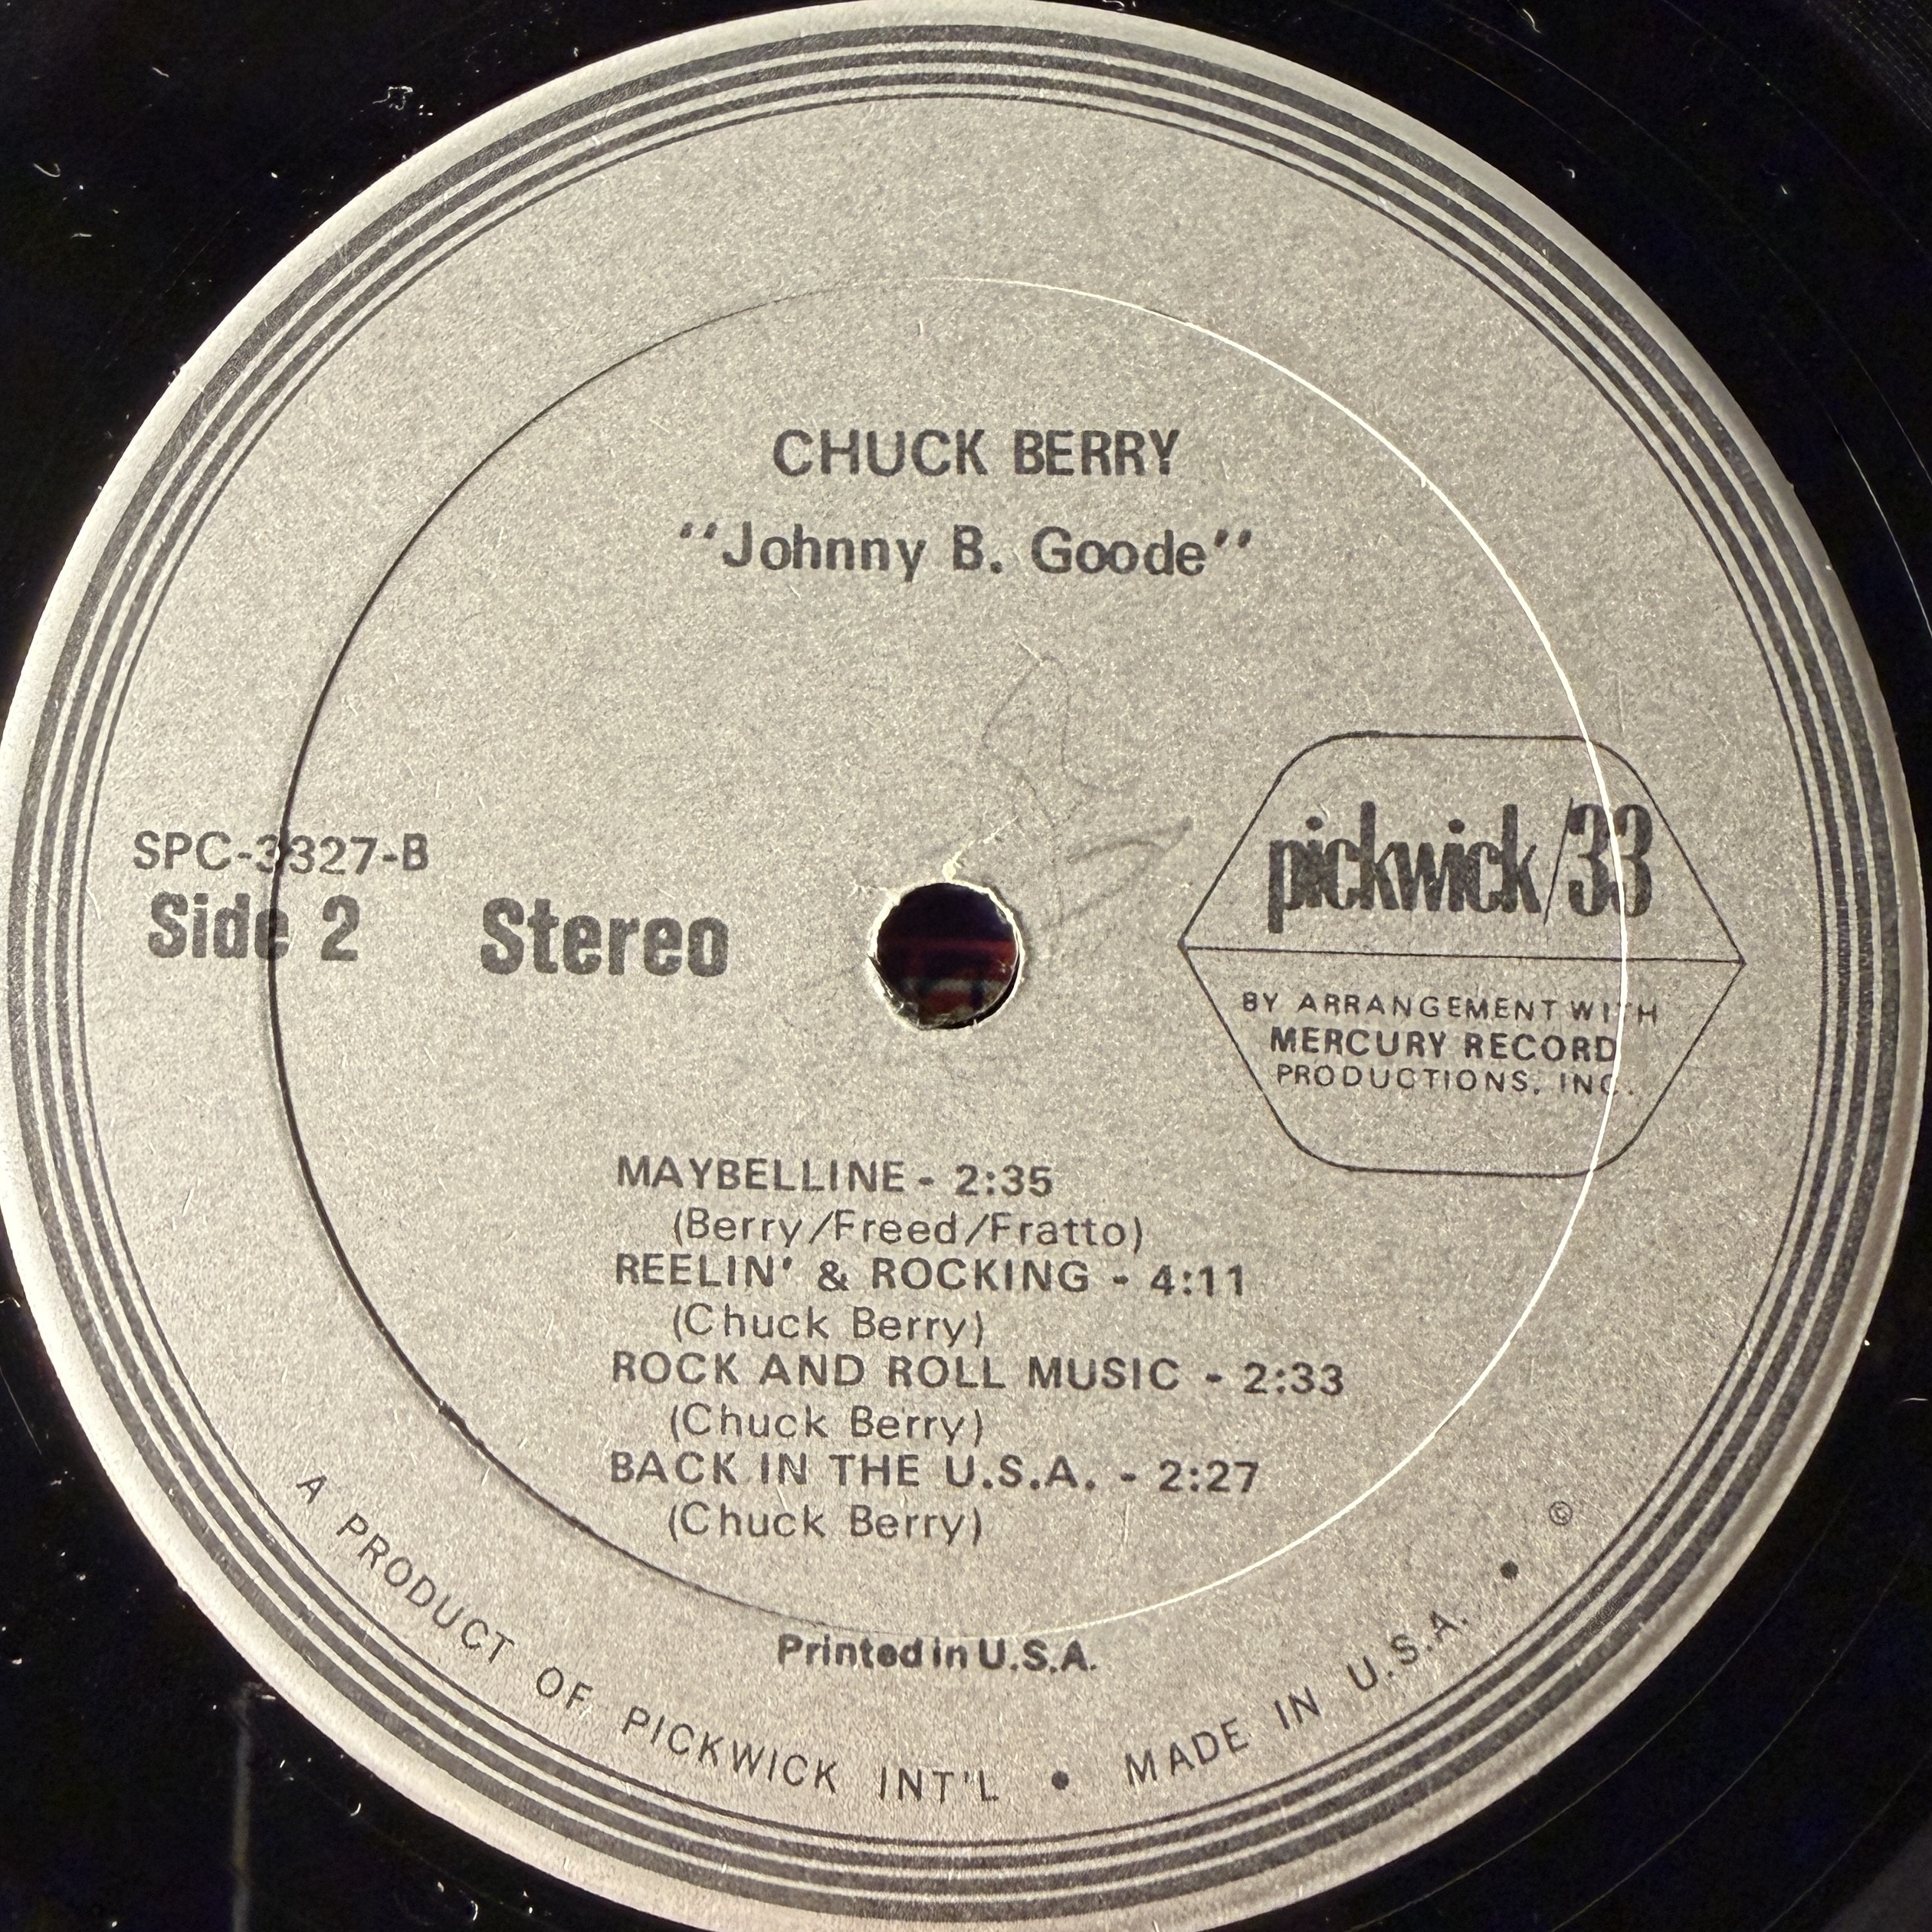 CHUCK BERRY
“Johnny B. Goode”
SPC-3327-B
Side 2 Stereo
pickwick/33
BY ARRANGEMENT WITH
MERCURY RECORD
PRODUCTIONS, INC.
MAYBELLINE - 2:35
(Berry/Freed/Fratto)
REELIN' & ROCKING - 4:11
(Chuck Berry)
ROCK AND ROLL MUSIC - 2:33
(Chuck Berry)
BACK IN THE U.S.A. - 2:27
(Chuck Berry)
Printed in U.S.A.
A PRODUCT OF PICKWICK INT'L • MADE IN U.S.A. • ©